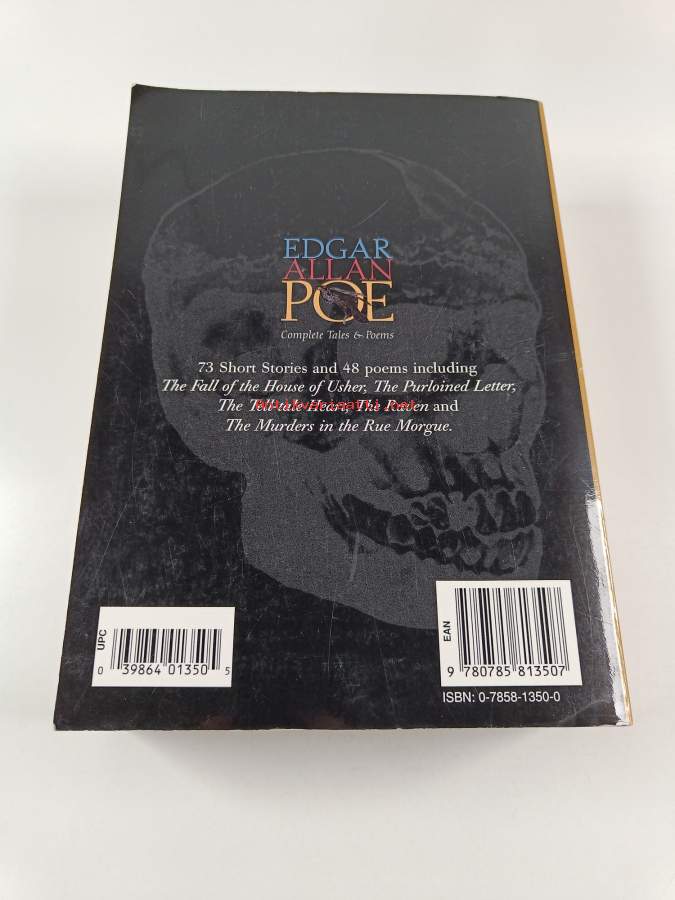 EDGAR
ALLAN
POE
Complete Tales & Poems
73 Short Stories and 48 poems including
The Fall of the House of Usher, The Purloined Letter,
The Tell-tale Heart, The Raven and
The Murders in the Rue Morgue.
UPC
0 39864 01350 5
EAN
9 780785 813507
ISBN: 0-7858-1350-0